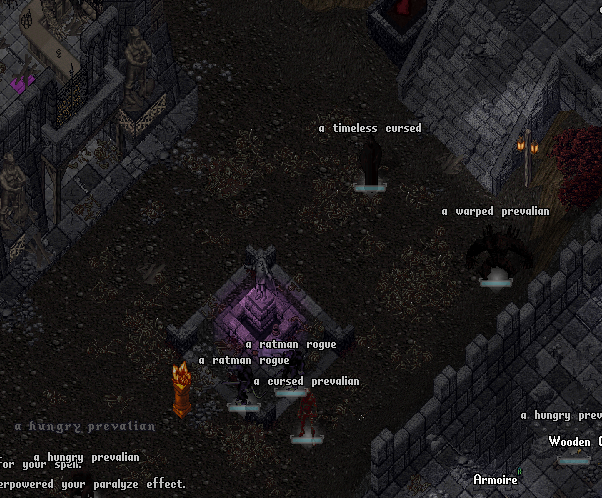 a timeless cursed
a warped prevalian
a ratman rogue
a ratman rogue
a cursed prevalian
a hungry
a hungry prevalian
a hungry prevalian
for your spell.
Wooden
Armoire
erpowered your paralyze effect.